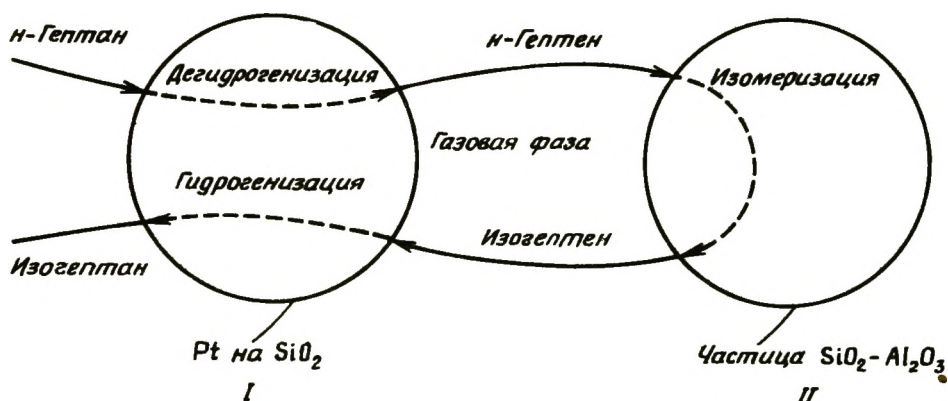 н-Гептан
Дегидрогенизация
н-Гептен
Изомеризация
Газовая фаза
Гидрогенизация
Изогептен
Изогептан
Pt на SiO₂
Частица SiO₂-Al₂O₃
I
II